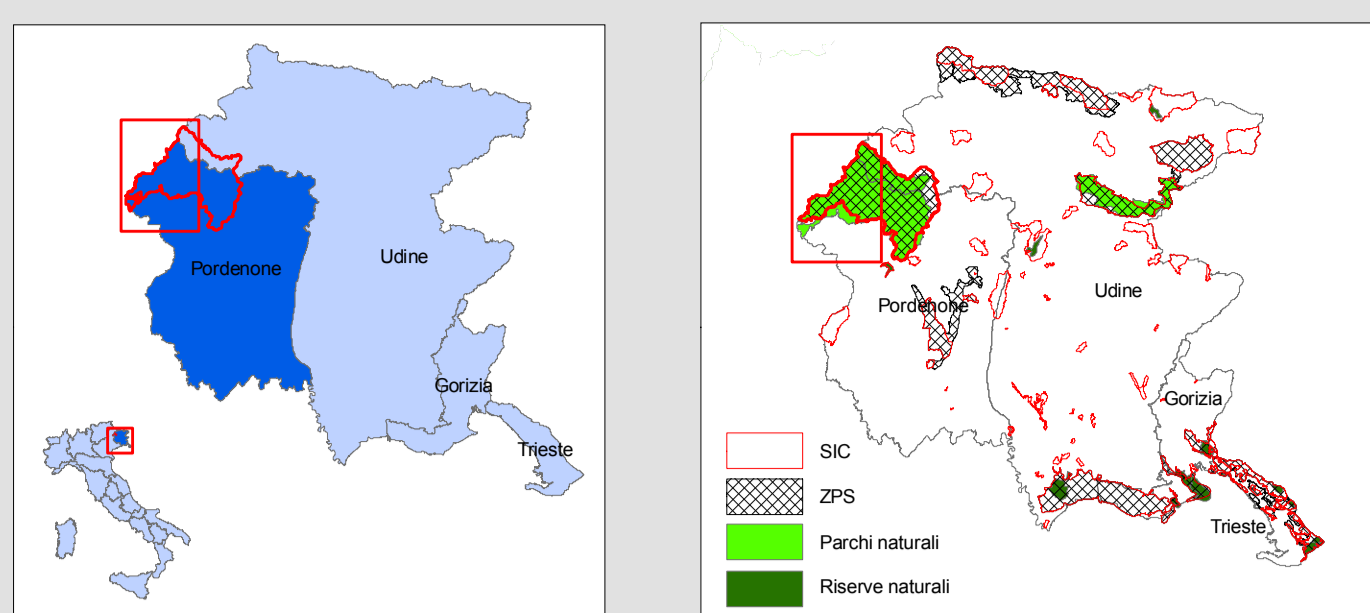 Pordenone
Udine
Gorizia
Trieste
Pordenone
Udine
Gorizia
Trieste
SIC
ZPS
Parchi naturali
Riserve naturali